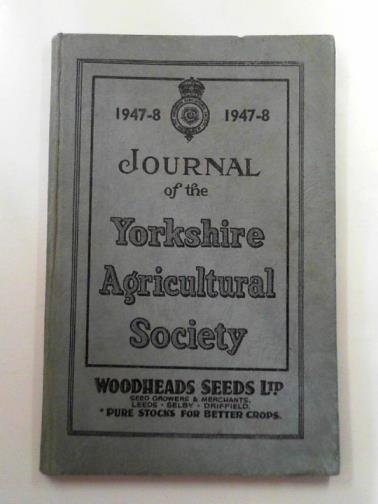 1947-8 1947-8
JOURNAL
of the
Yorkshire
Agricultural
Society
WOODHEADS SEEDS LTD
SEED GROWERS & MERCHANTS,
LEEDS · SELBY · DRIFFIELD.
"PURE STOCKS FOR BETTER CROPS.